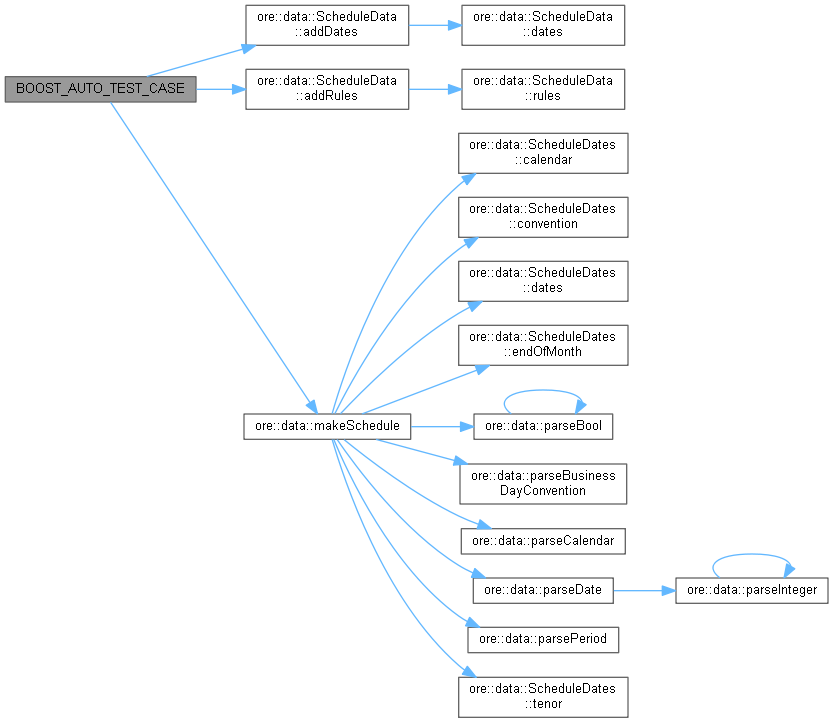 ore::data::ScheduleData
::addDates
ore::data::ScheduleData
::dates
BOOST_AUTO_TEST_CASE
ore::data::ScheduleData
::addRules
ore::data::ScheduleData
::rules
ore::data::ScheduleDates
::calendar
ore::data::ScheduleDates
::convention
ore::data::ScheduleDates
::dates
ore::data::ScheduleDates
::endOfMonth
ore::data::makeSchedule
ore::data::parseBool
ore::data::parseBusiness
DayConvention
ore::data::parseCalendar
ore::data::parseDate
ore::data::parseInteger
ore::data::parsePeriod
ore::data::ScheduleDates
::tenor